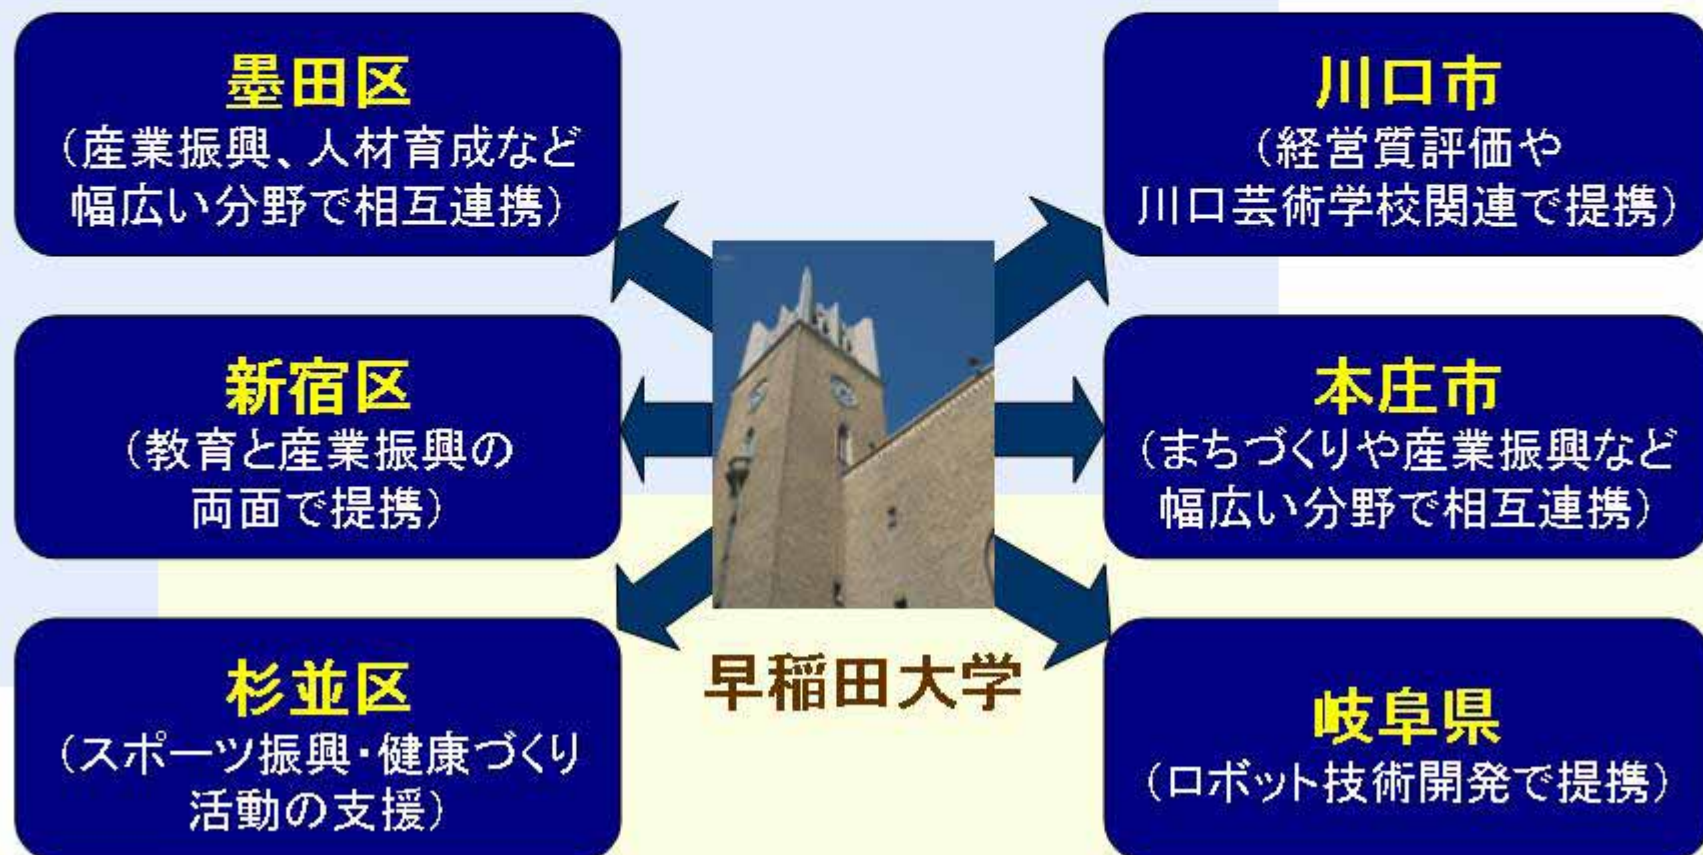 墨田区
（産業振興、人材育成など
幅広い分野で相互連携）
新宿区
（教育と産業振興の
両面で提携）
杉並区
（スポーツ振興・健康づくり
活動の支援）
早稲田大学
川口市
（経営質評価や
川口芸術学校関連で提携）
本庄市
（まちづくりや産業振興など
幅広い分野で相互連携）
岐阜県
（ロボット技術開発で提携）